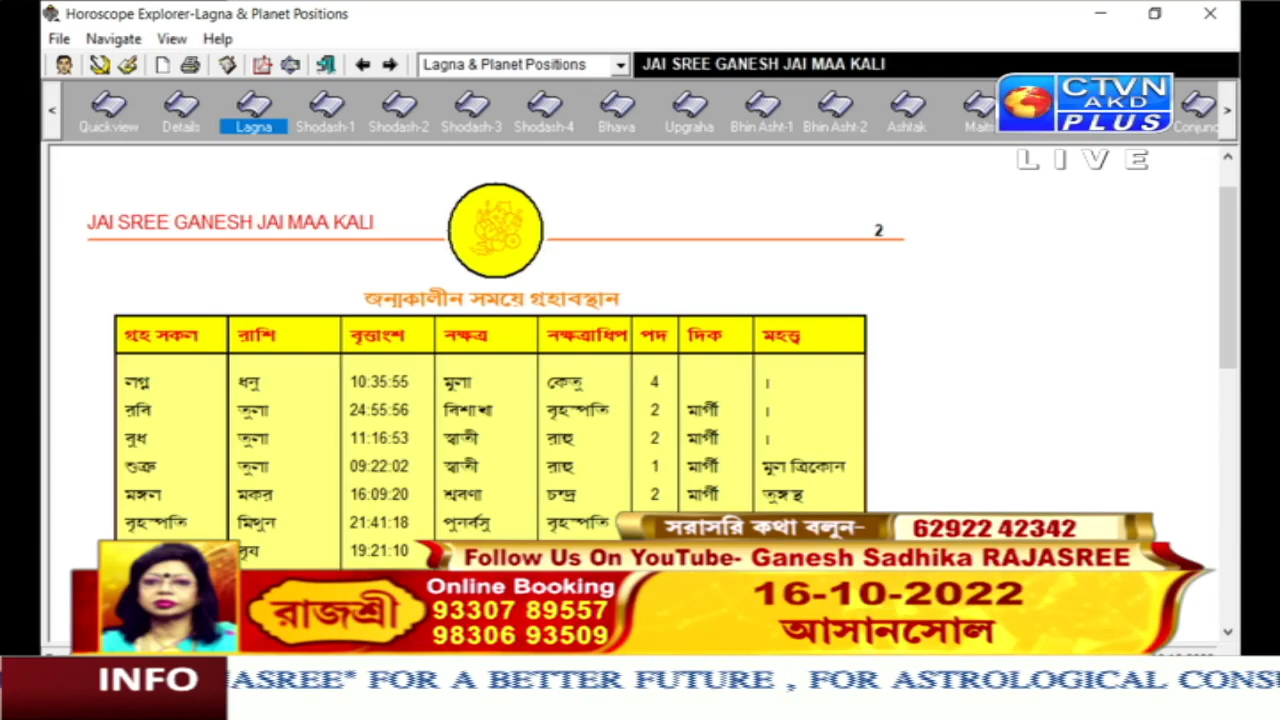 Horoscope Explorer-Lagna & Planet Positions
File Navigate View Help
Lagna & Planet Positions JAI SREE GANESH JAI MAA KALI
Quickview Details Lagna Shodash-1 Shodash-2 Shodash-3 Shodash-4 Bhava Upgraha Bhin Asht-1 Bhin Asht-2 Ashtak Conjunc
CTVN
AKD
PLUS
LIVE
JAI SREE GANESH JAI MAA KALI
2
জন্মকালীন সময়ে গ্রহাবস্থান
গ্রহ সকল রাশি বৃত্তাংশ নক্ষত্র নক্ষত্রাধিপ পদ দিক মহত্ত্ব
লগ্ন ধনু 10:35:55 মুলা কেতু 4 ।
রবি তুলা 24:55:56 বিশাখা বৃহস্পতি 2 মার্গী ।
বুধ তুলা 11:16:53 স্বাতী রাহু 2 মার্গী ।
শুক্র তুলা 09:22:02 স্বাতী রাহু 1 মার্গী মুল ত্রিকোন
মঙ্গল মকর 16:09:20 শ্রবণা চন্দ্র 2 মার্গী তুঙ্গস্থ
বৃহস্পতি মিথুন 21:41:18 পুনর্বসু বৃহস্পতি
19:21:10
সরাসরি কথা বলুন- 62922 42342
Follow Us On YouTube- Ganesh Sadhika RAJASREE
রাজশ্রী
Online Booking
93307 89557
98306 93509
16-10-2022
আসানসোল
INFO JASREE* FOR A BETTER FUTURE , FOR ASTROLOGICAL CONSU